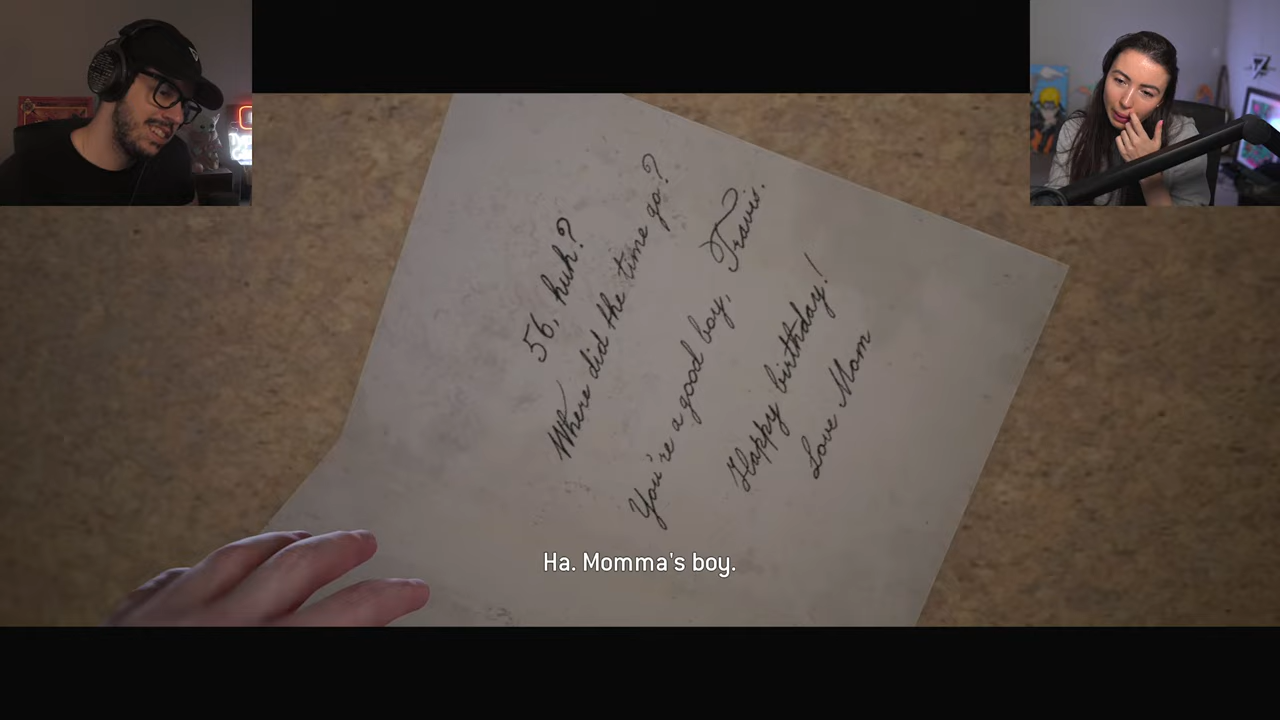 56, huh?
Where did the time go?
You're a good boy, Travis.
Happy birthday!
Love Mom
Ha. Momma's boy.